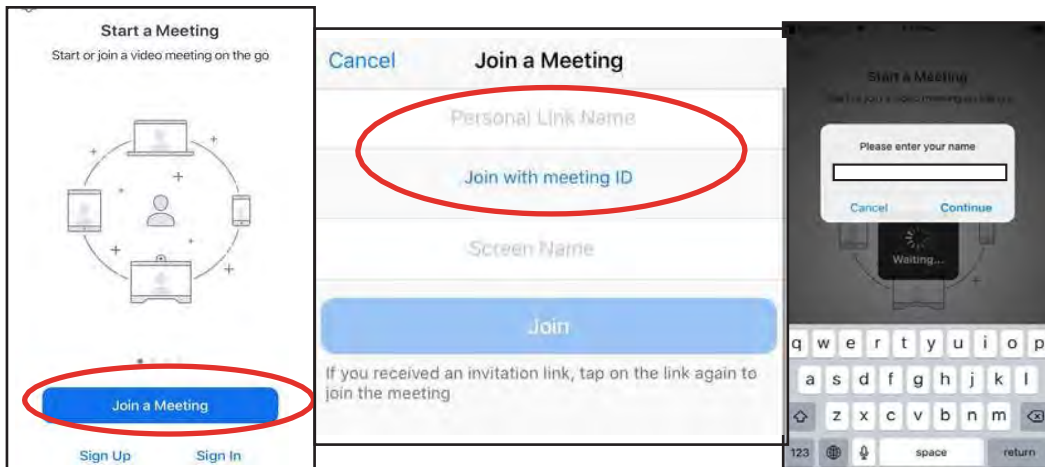 Start a Meeting
Start or join a video meeting on the go
Join a Meeting
Sign Up
Sign In
Cancel
Join a Meeting
Personal Link Name
Join with meeting ID
Screen Name
Join
If you received an invitation link, tap on the link again to
join the meeting
Start a Meeting
Please enter your name
Cancel
Continue
Waiting...
q w e r t y u i o p
a s d f g h j k l
z x c v b n m
123
space
return